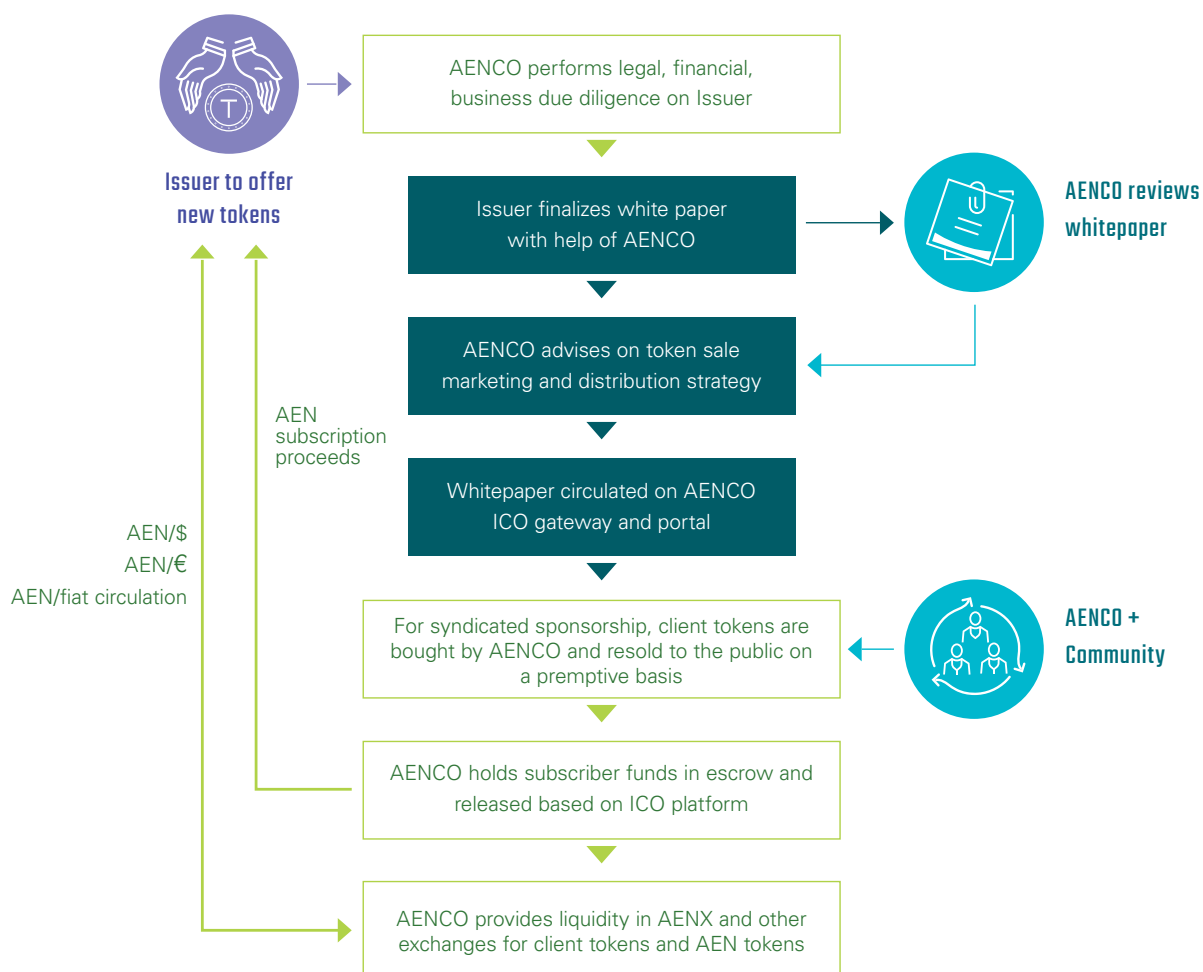 AENCO performs legal, financial,
business due diligence on Issuer
T
Issuer to offer
new tokens
Issuer finalizes white paper
with help of AENCO
AENCO reviews
whitepaper
AENCO advises on token sale
marketing and distribution strategy
AEN
subscription
proceeds
Whitepaper circulated on AENCO
ICO gateway and portal
AEN/$
AEN/€
AEN/fiat circulation
For syndicated sponsorship, client tokens are
bought by AENCO and resold to the public on
a premptive basis
AENCO +
Community
AENCO holds subscriber funds in escrow and
released based on ICO platform
AENCO provides liquidity in AENX and other
exchanges for client tokens and AEN tokens